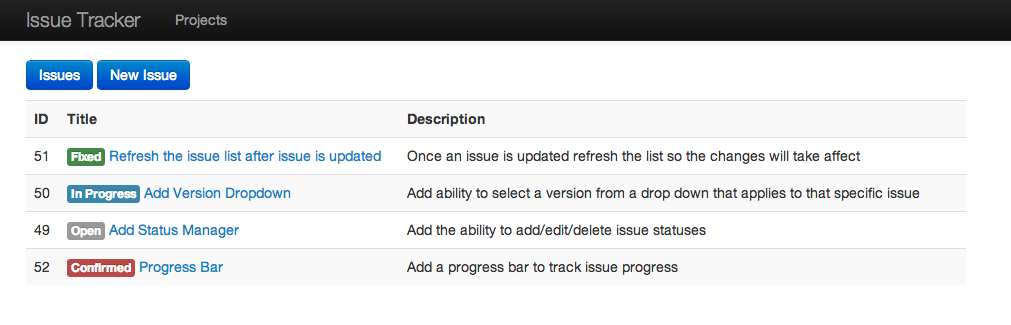 Issue Tracker Projects
Issues New Issue
ID Title Description
51 Fixed Refresh the issue list after issue is updated Once an issue is updated refresh the list so the changes will take affect
50 In Progress Add Version Dropdown Add ability to select a version from a drop down that applies to that specific issue
49 Open Add Status Manager Add the ability to add/edit/delete issue statuses
52 Confirmed Progress Bar Add a progress bar to track issue progress